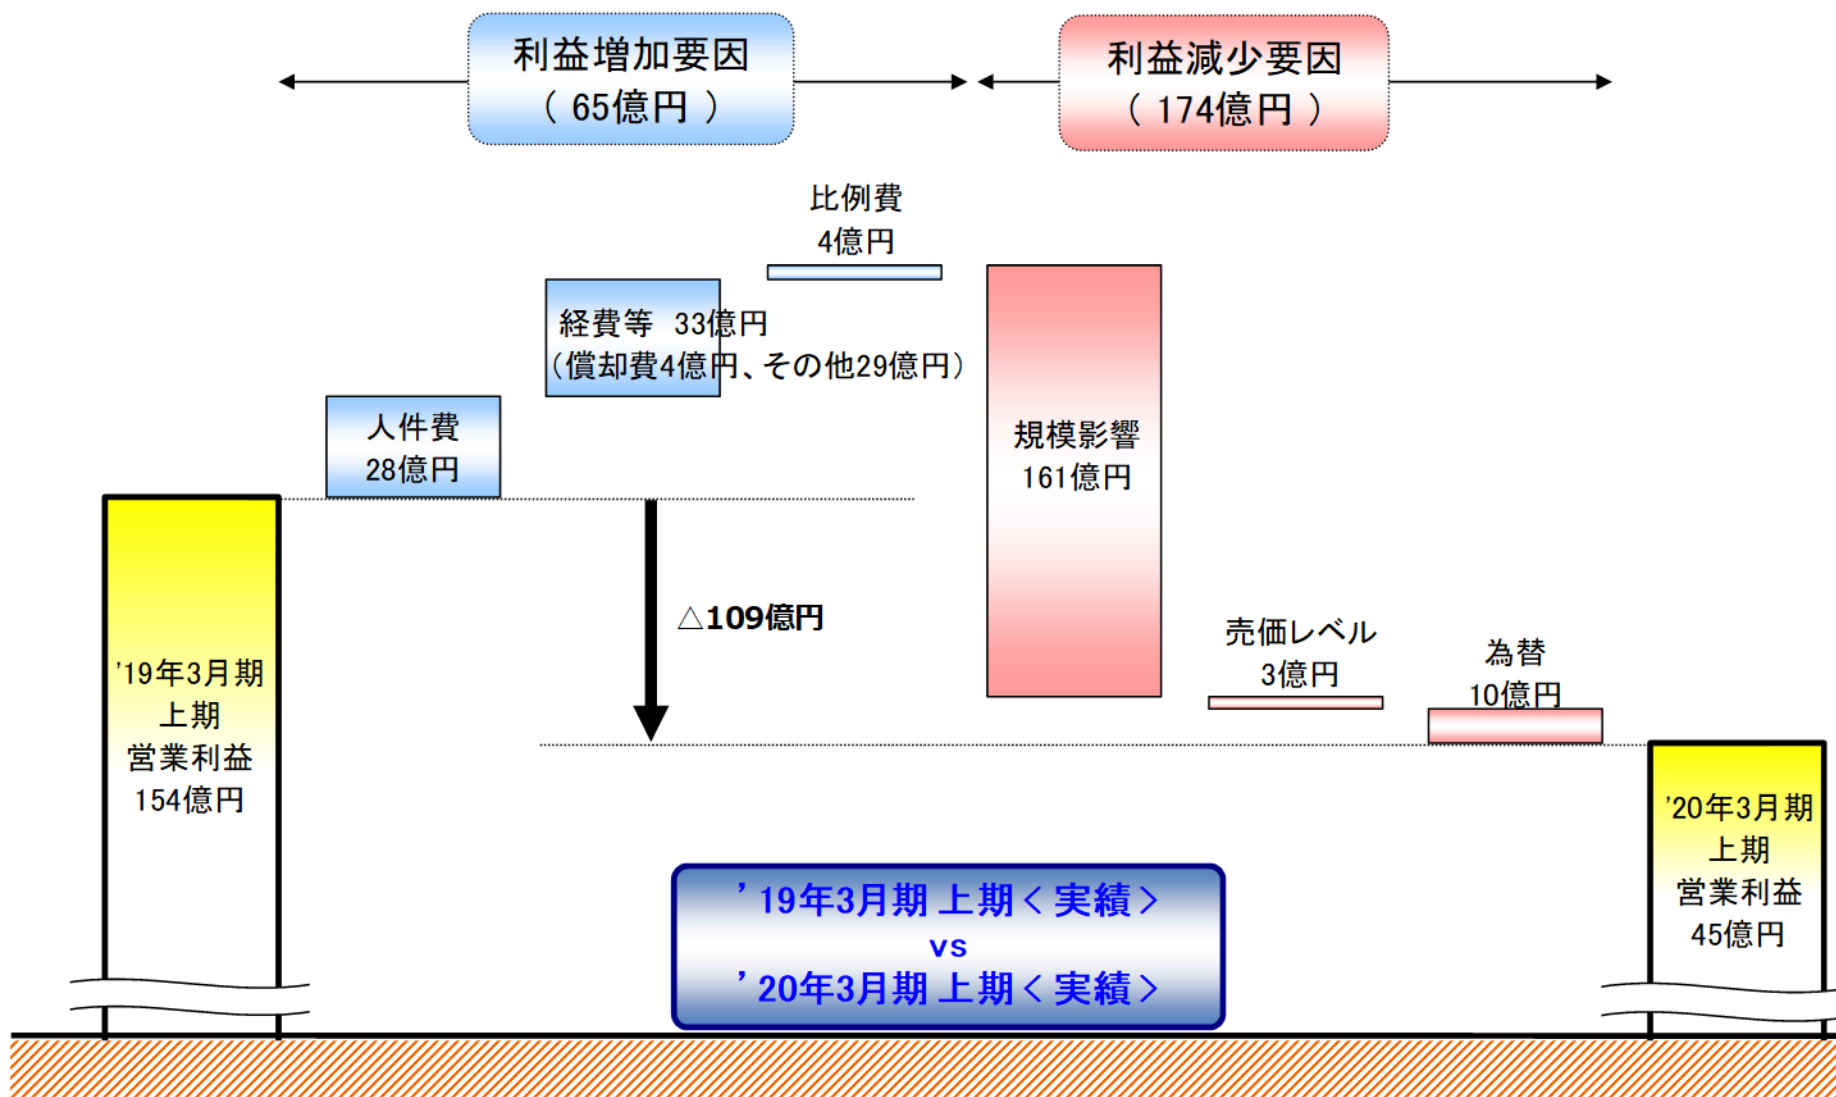 利益増加要因
（ 65億円 ）
利益減少要因
（ 174億円 ）
比例費
4億円
経費等 33億円
（償却費4億円、その他29億円）
人件費
28億円
規模影響
161億円
△109億円
売価レベル
3億円
為替
10億円
'19年3月期
上期
営業利益
154億円
'20年3月期
上期
営業利益
45億円
’19年3月期 上期＜実績＞
vs
’20年3月期 上期＜実績＞